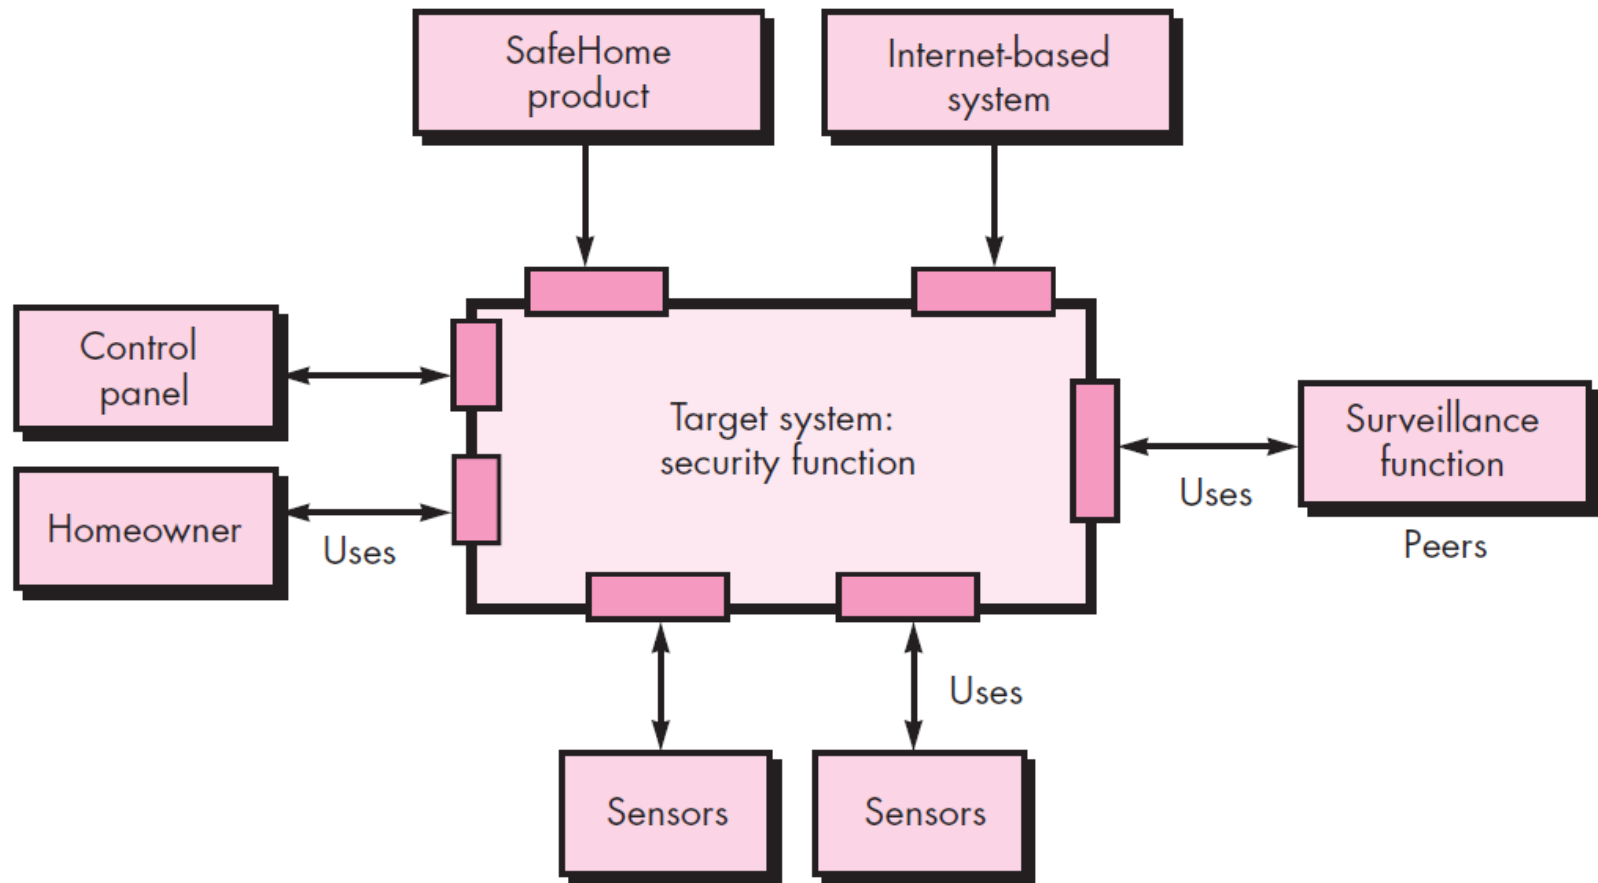 SafeHome
product
Internet-based
system
Control
panel
Target system:
security function
Surveillance
function
Homeowner
Uses
Uses
Peers
Uses
Sensors
Sensors